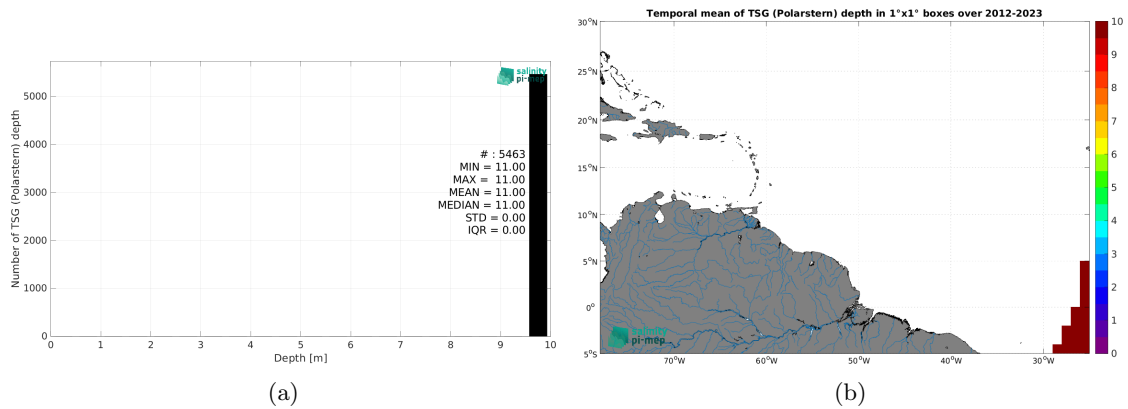 salinity
pi-mep
Number of TSG (Polarstern) depth
5000
4000
3000
2000
1000
0
# : 5463
MIN = 11.00
MAX = 11.00
MEAN = 11.00
MEDIAN = 11.00
STD = 0.00
IQR = 0.00
0 1 2 3 4 5 6 7 8 9 10
Depth [m]
(a)
Temporal mean of TSG (Polarstern) depth in 1°x1° boxes over 2012-2023
30°N
25°N
20°N
15°N
10°N
5°N
0°
5°S
70°W 60°W 50°W 40°W 30°W
salinity
pi-mep
10
9
8
7
6
5
4
3
2
1
0
(b)